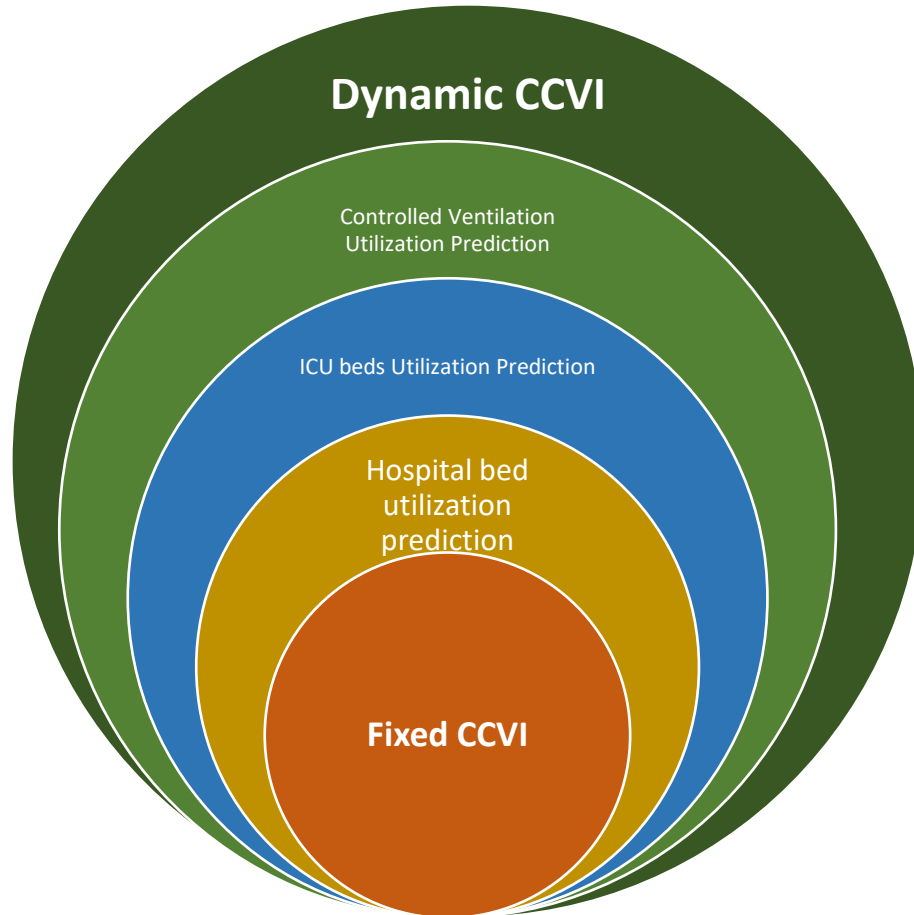 Dynamic CCVI
Controlled Ventilation
Utilization Prediction
ICU beds Utilization Prediction
Hospital bed
utilization
prediction
Fixed CCVI